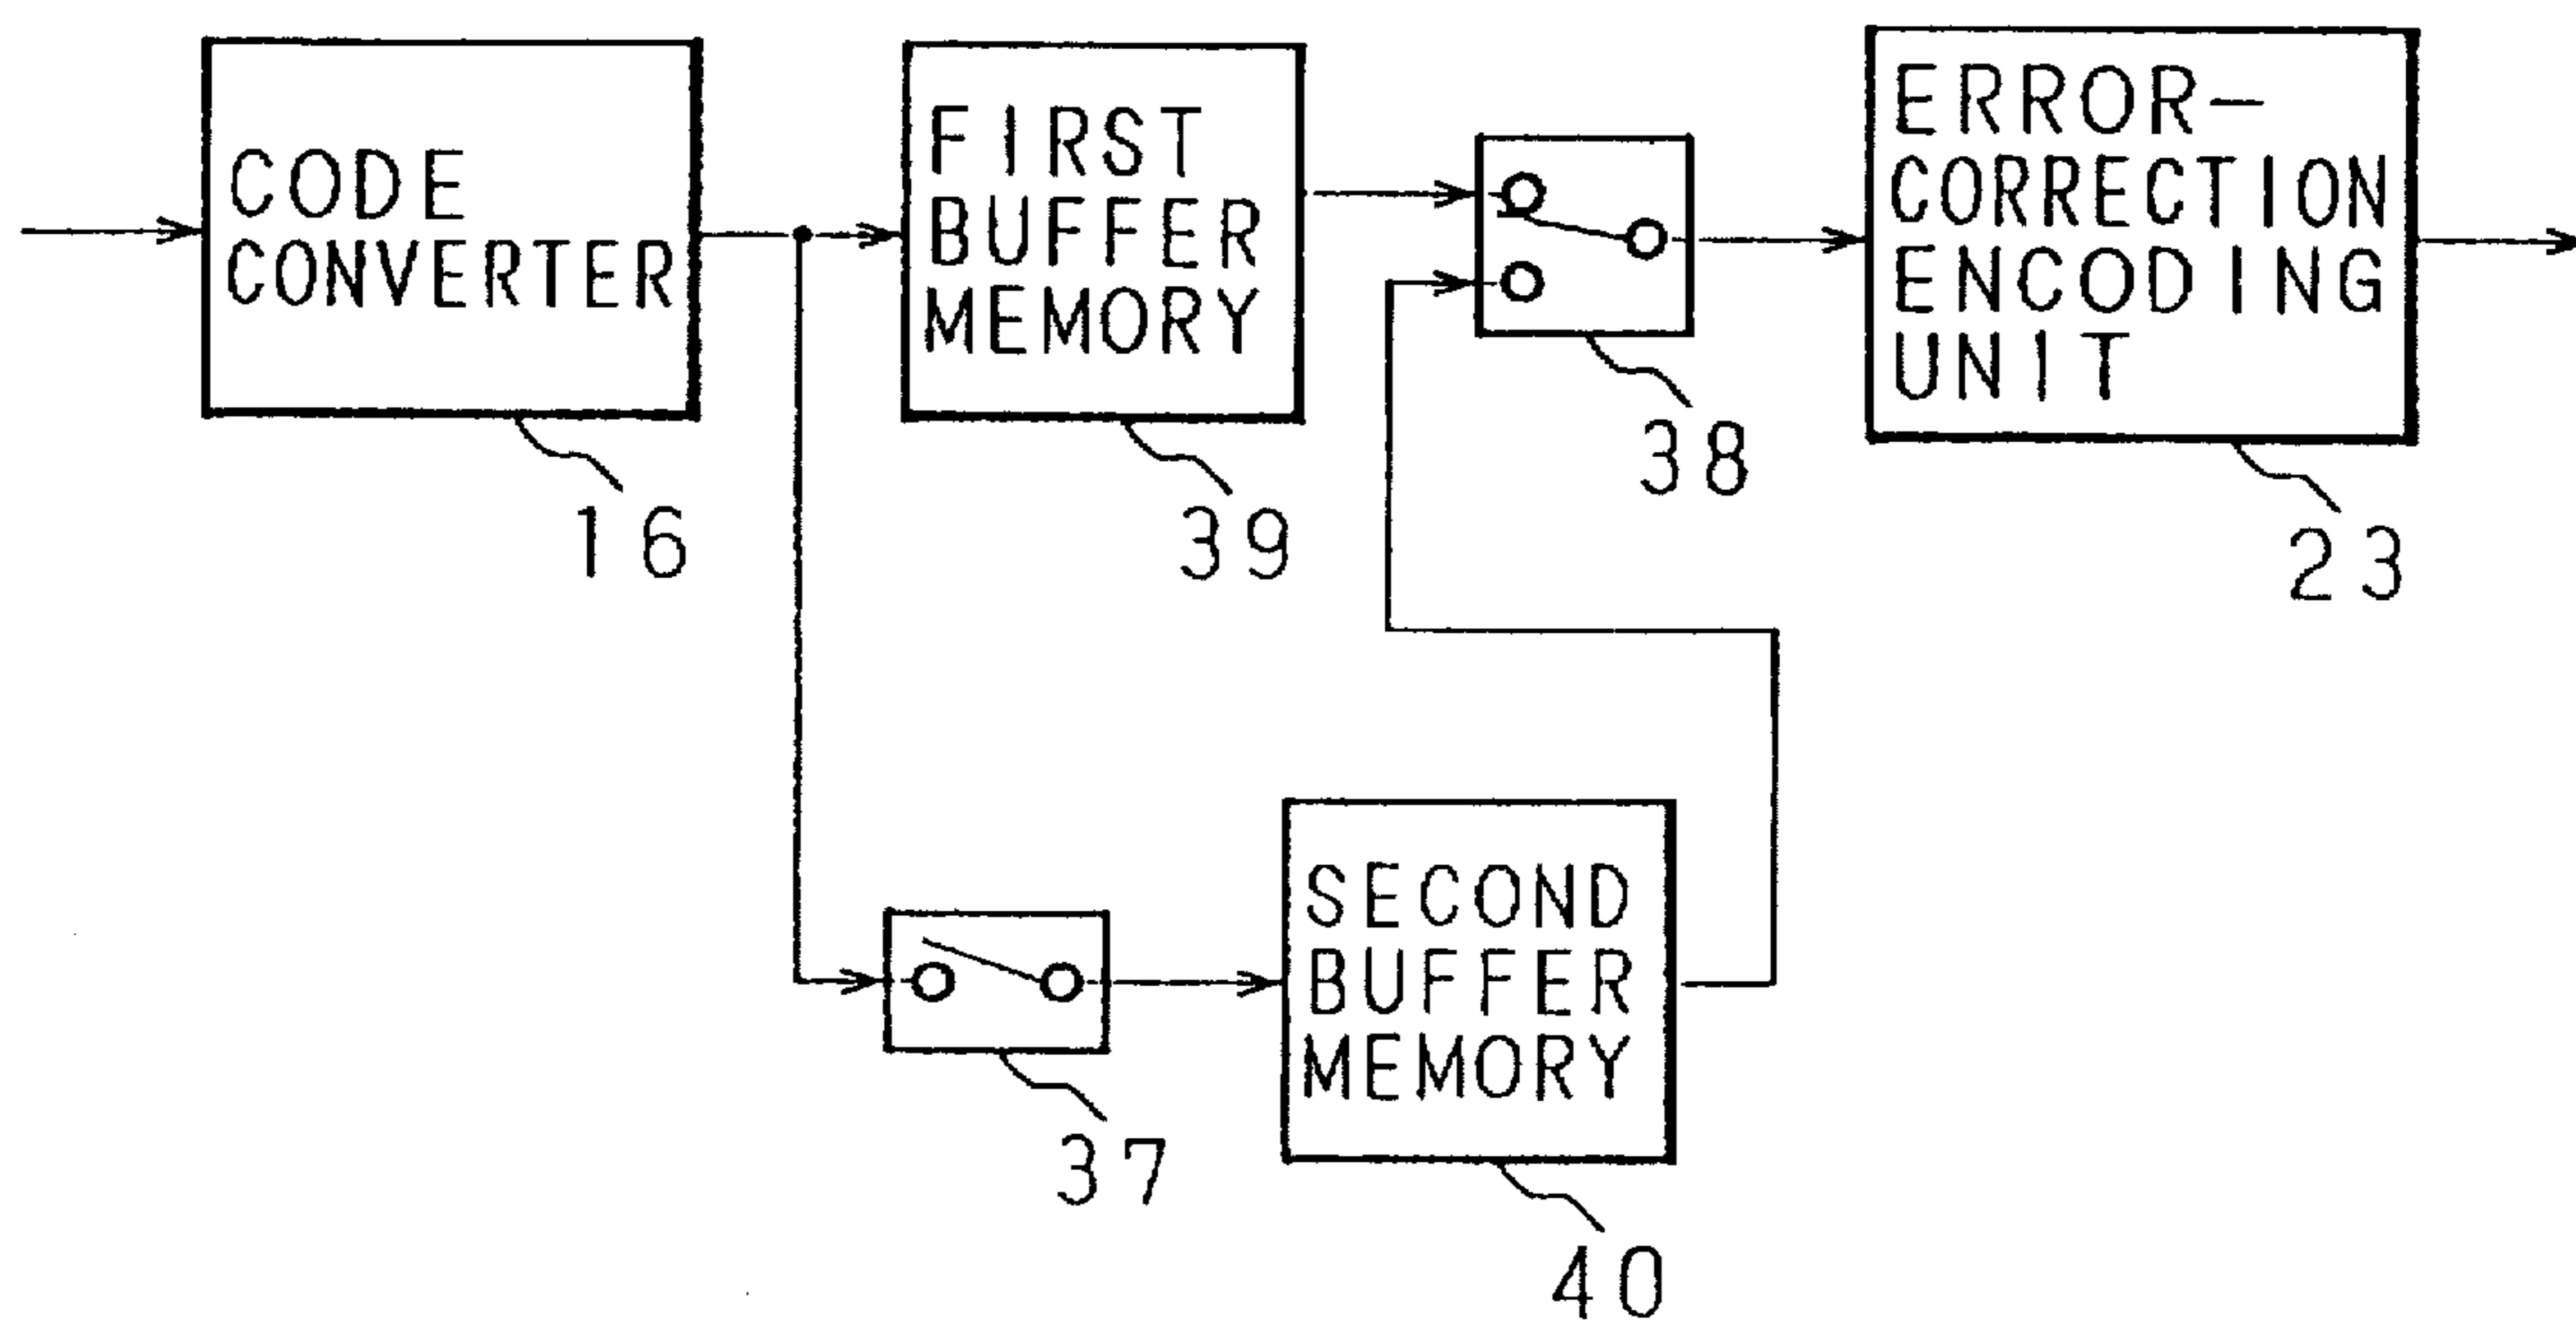 CODE
CONVERTER
16
FIRST
BUFFER
MEMORY
39
38
ERROR-
CORRECTION
ENCODING
UNIT
23
37
SECOND
BUFFER
MEMORY
40